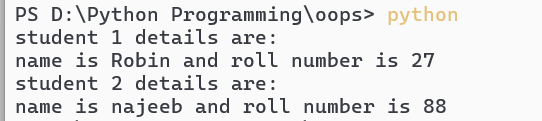 PS D:\Python Programming\oops> python
student 1 details are:
name is Robin and roll number is 27
student 2 details are:
name is najeeb and roll number is 88